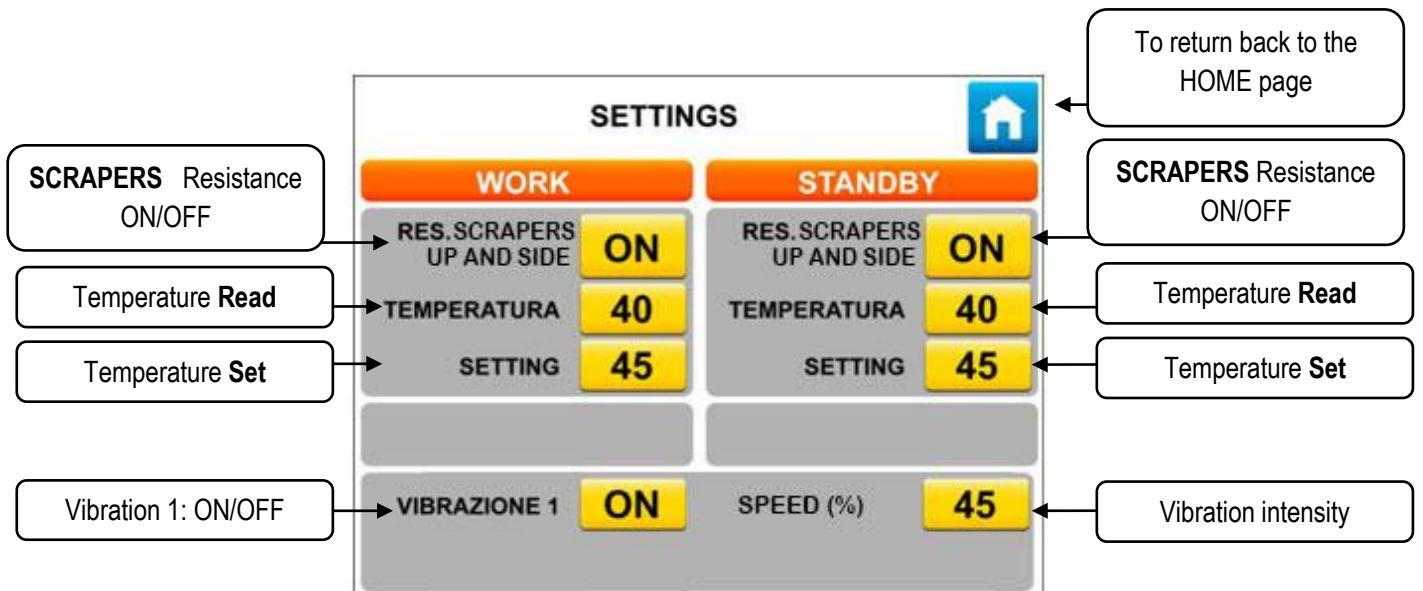 To return back to the
HOME page
SETTINGS
SCRAPERS Resistance
ON/OFF
WORK
STANDBY
SCRAPERS Resistance
ON/OFF
RES. SCRAPERS
UP AND SIDE
ON
RES. SCRAPERS
UP AND SIDE
ON
Temperature Read
TEMPERATURA
40
TEMPERATURA
40
Temperature Read
Temperature Set
SETTING
45
SETTING
45
Temperature Set
Vibration 1: ON/OFF
VIBRAZIONE 1
ON
SPEED (%)
45
Vibration intensity